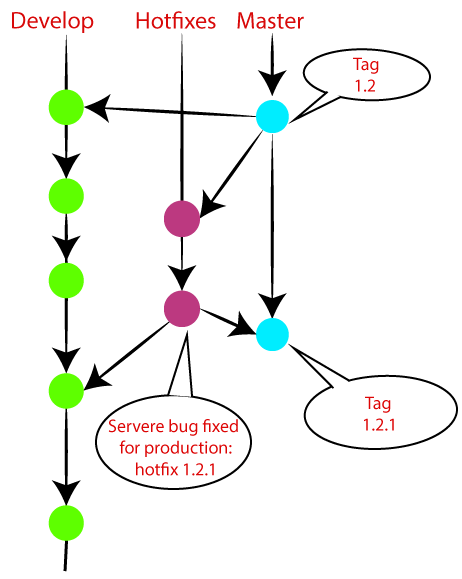 Develop
Hotfixes
Master
Tag
1.2
Servere bug fixed
for production:
hotfix 1.2.1
Tag
1.2.1